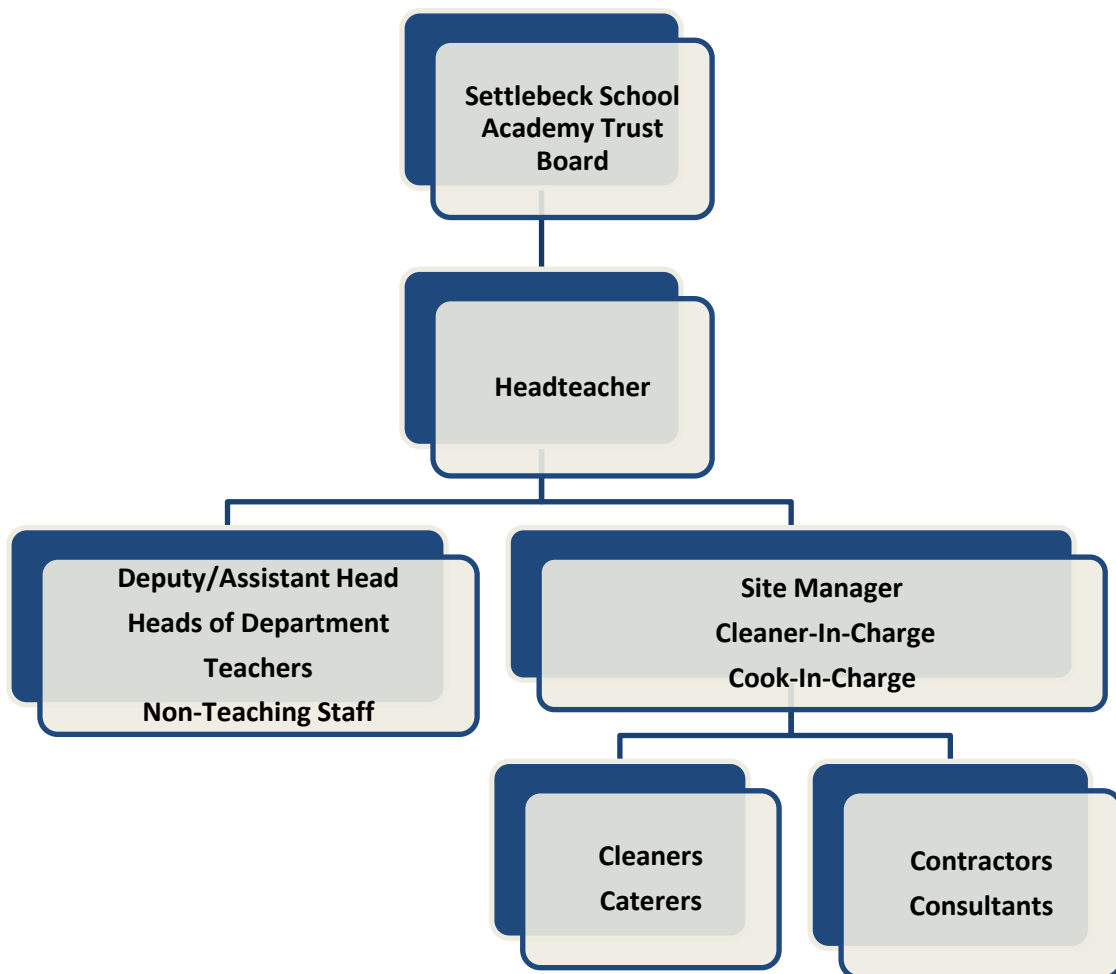 Settlebeck School
Academy Trust
Board
Headteacher
Deputy/Assistant Head
Heads of Department
Teachers
Non-Teaching Staff
Site Manager
Cleaner-In-Charge
Cook-In-Charge
Cleaners
Caterers
Contractors
Consultants